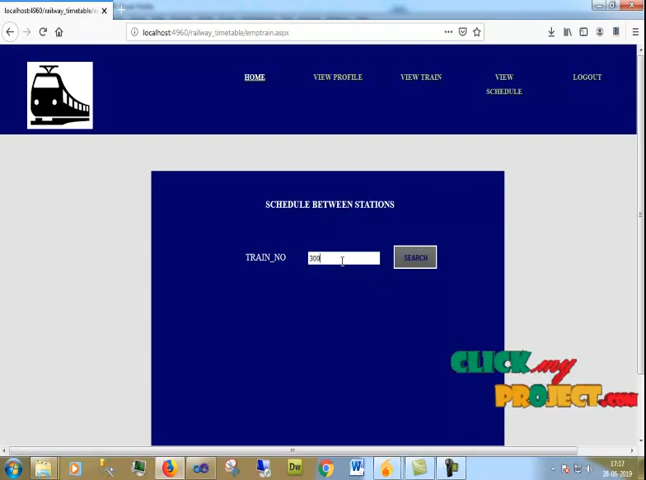 localhost:4960/railway_timetable/e
localhost:4960/railway_timetable/emptrain.aspx
HOME
VIEW PROFILE
VIEW TRAIN
VIEW
SCHEDULE
LOGOUT
SCHEDULE BETWEEN STATIONS
TRAIN_NO
300
SEARCH
CLICK my
PROJECT.COM
Dw
W
17:17
28-06-2019